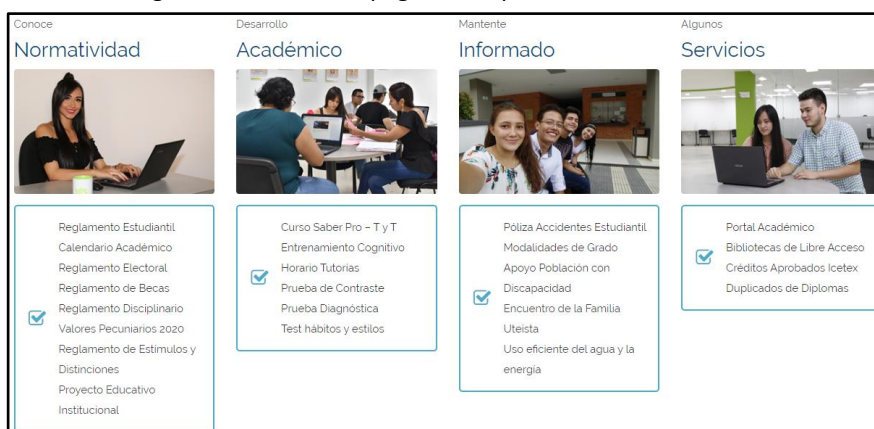 Conoce
Normatividad
Reglamento Estudiantil
Calendario Académico
Reglamento Electoral
Reglamento de Becas
Reglamento Disciplinario
Valores Pecuniarios 2020
Reglamento de Estímulos y
Distinciones
Proyecto Educativo
Institucional
Desarrollo
Académico
Curso Saber Pro – T y T
Entrenamiento Cognitivo
Horario Tutorias
Prueba de Contraste
Prueba Diagnóstica
Test hábitos y estilos
Mantente
Informado
Póliza Accidentes Estudiantil
Modalidades de Grado
Apoyo Población con
Discapacidad
Encuentro de la Familia
Uteista
Uso eficiente del agua y la
energía
Algunos
Servicios
Portal Académico
Bibliotecas de Libre Acceso
Créditos Aprobados Icetex
Duplicados de Diplomas